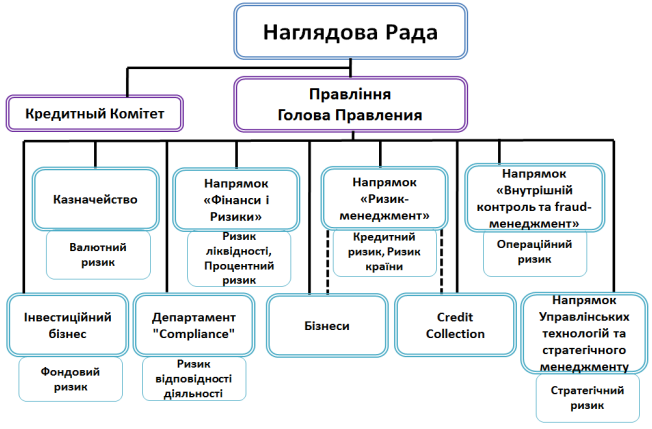 Наглядова Рада
Кредитный Комітет
Правління
Голова Правления
Казначейство
Валютний
ризик
Напрямок
«Фінанси і
Ризики»
Ризик
ліквідності,
Процентний
ризик
Напрямок
«Ризик-
менеджмент»
Кредитний
ризик, Ризик
країни
Напрямок
«Внутрішній
контроль та fraud-
менеджмент»
Операційний
ризик
Інвестиційний
бізнес
Фондовий
ризик
Департамент
"Compliance"
Ризик
відповідності
діяльності
Бізнеси
Credit
Collection
Напрямок
Управлінських
технологій та
стратегічного
менеджменту
Стратегічний
ризик